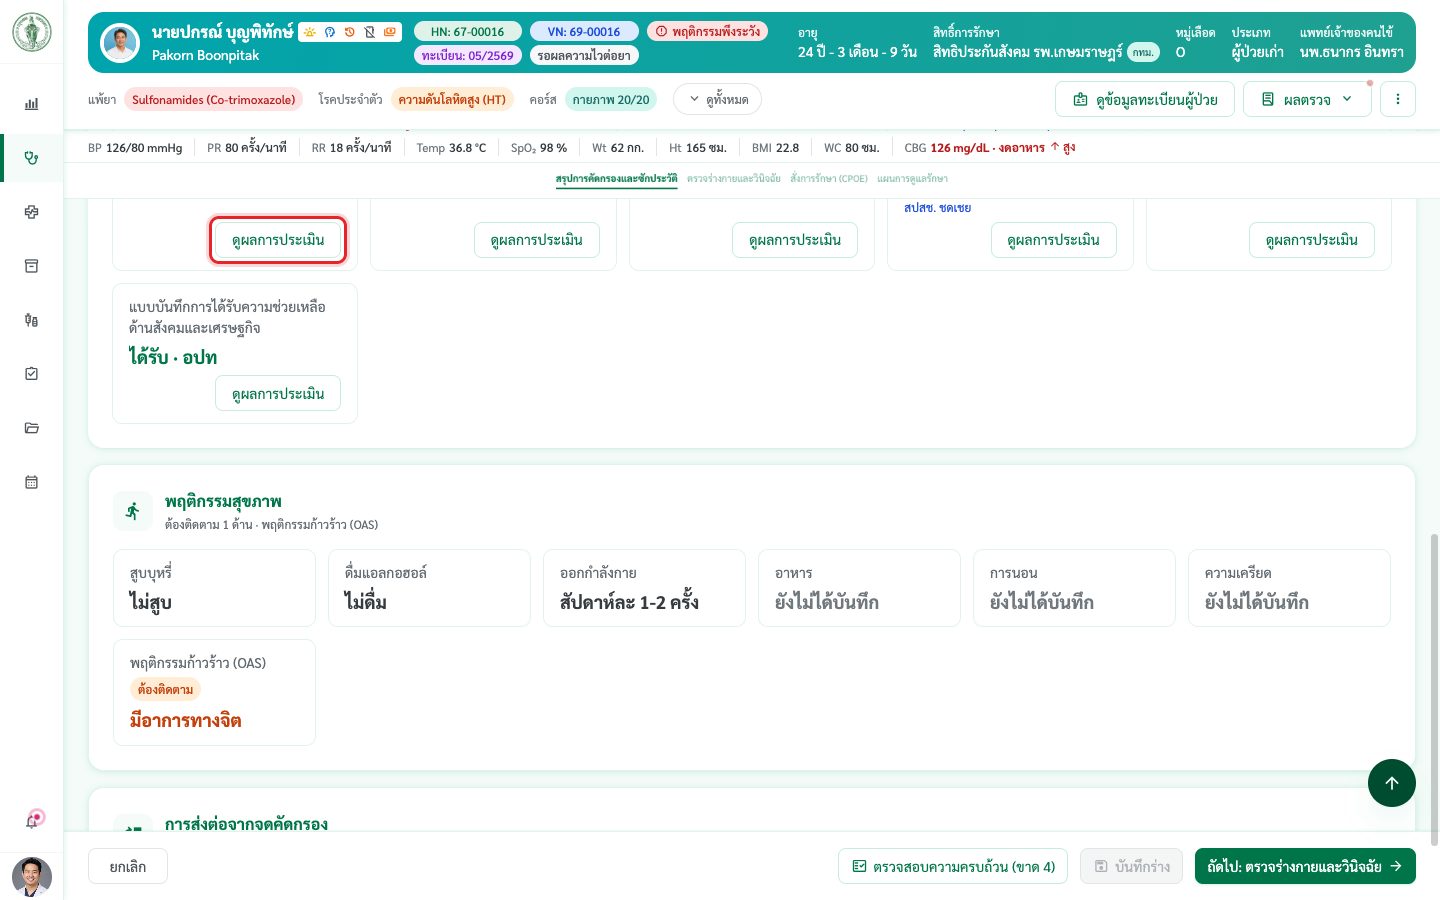 นายปกรณ์ บุญพิทักษ์
Pakorn Boonpitak
HN: 67-00016
VN: 69-00016
พฤติกรรมพึงระวัง
ทะเบียน: 05/2569
รอผลความไวต่อยา
อายุ
24 ปี - 3 เดือน - 9 วัน
สิทธิ์การรักษา
สิทธิประกันสังคม รพ.เกษมราษฎร์ กทม.
หมู่เลือด
O
ประเภท
ผู้ป่วยเก่า
แพทย์เจ้าของคนไข้
นพ.ธนากร อินทรา
แพ้ยา Sulfonamides (Co-trimoxazole) โรคประจำตัว ความดันโลหิตสูง (HT) คอร์ส กายภาพ 20/20 ดูทั้งหมด
ดูข้อมูลทะเบียนผู้ป่วย
ผลตรวจ
BP 126/80 mmHg PR 80 ครั้ง/นาที RR 18 ครั้ง/นาที Temp 36.8 °C SpO₂ 98 % Wt 62 กก. Ht 165 ซม. BMI 22.8 WC 80 ซม. CBG 126 mg/dL · งดอาหาร ↑ สูง
สรุปการคัดกรองและซักประวัติ ตรวจร่างกายและวินิจฉัย สั่งการรักษา (CPOE) แผนการดูแลรักษา
สปสช. ชดเชย
ดูผลการประเมิน ดูผลการประเมิน ดูผลการประเมิน ดูผลการประเมิน ดูผลการประเมิน
แบบบันทึกการได้รับความช่วยเหลือ
ด้านสังคมและเศรษฐกิจ
ได้รับ · อปท
ดูผลการประเมิน
พฤติกรรมสุขภาพ
ต้องติดตาม 1 ด้าน · พฤติกรรมก้าวร้าว (OAS)
สูบบุหรี่
ไม่สูบ
ดื่มแอลกอฮอล์
ไม่ดื่ม
ออกกำลังกาย
สัปดาห์ละ 1-2 ครั้ง
อาหาร
ยังไม่ได้บันทึก
การนอน
ยังไม่ได้บันทึก
ความเครียด
ยังไม่ได้บันทึก
พฤติกรรมก้าวร้าว (OAS)
ต้องติดตาม
มีอาการทางจิต
การส่งต่อจากจุดคัดกรอง
ยกเลิก
ตรวจสอบความครบถ้วน (ขาด 4)
บันทึกร่าง
ถัดไป: ตรวจร่างกายและวินิจฉัย →